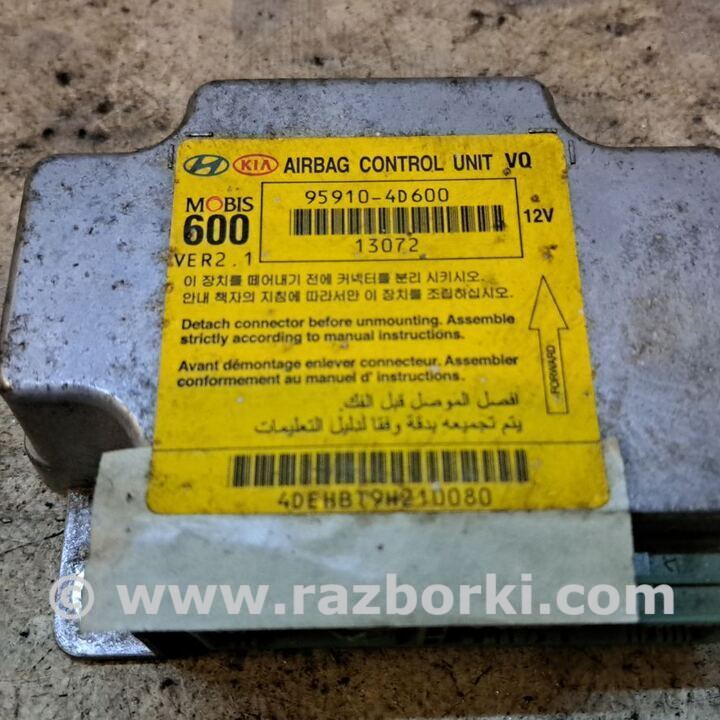 KIA AIRBAG CONTROL UNIT VQ
MOBIS
95910-4D600
600
13072
12V
VER2.1
이 장치를 떼어내기 전에 커넥터를 분리 시키시오.
안내 책자의 지침에 따라서만 이 장치를 조립하십시오.
Detach connector before unmounting. Assemble
strictly according to manual instructions.
Avant démontage enlever connecteur. Assembler
conformement au manuel d' instructions.
افصل الموصل قبل الفك.
يتم تجميعه بدقة وفقا لدليل التعليمات
FORWARD
4DEHBT9H21D080
© www.razborki.com